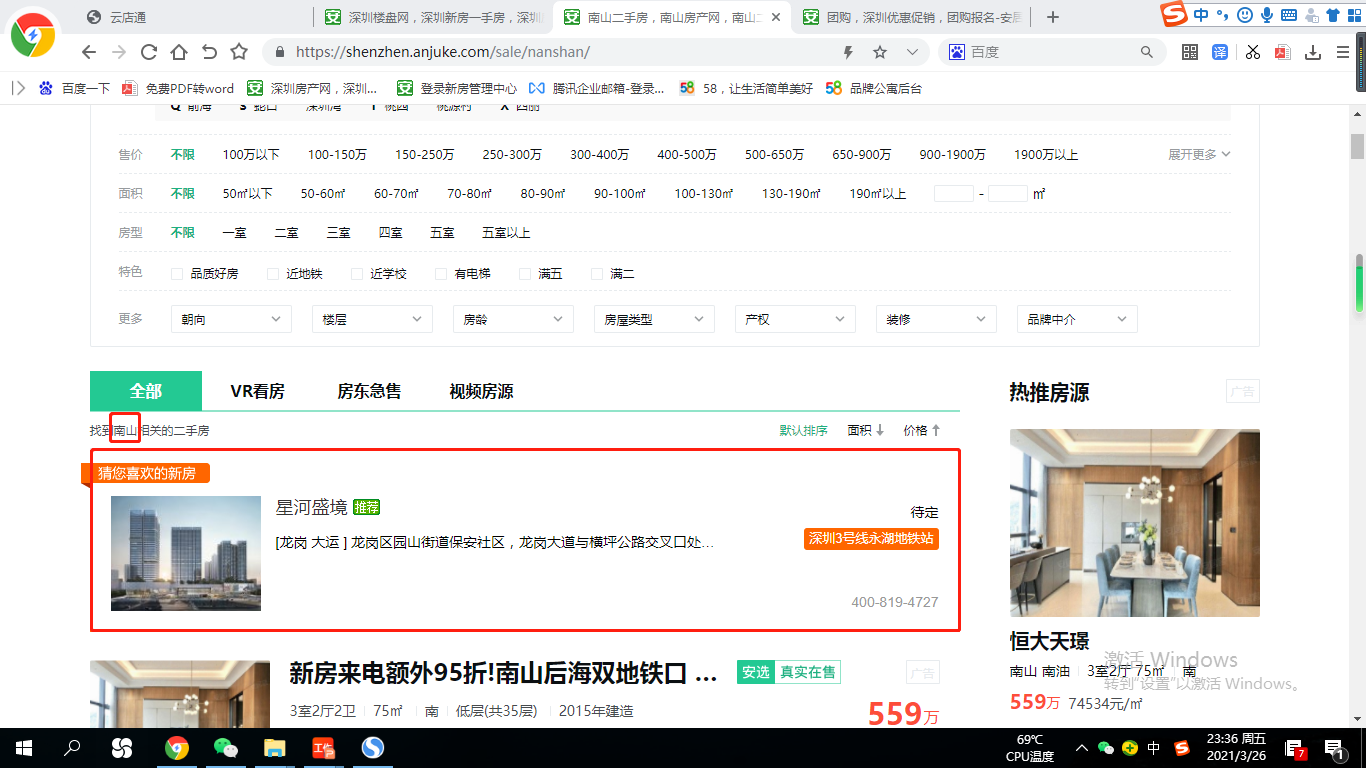 云店通
深圳楼盘网，深圳新房一手房，深圳
南山二手房，南山房产网，南山二
团购，深圳优惠促销，团购报名-安居
https://shenzhen.anjuke.com/sale/nanshan/
百度
译
百度一下
免费PDF转word
深圳房产网，深圳...
登录新房管理中心
腾讯企业邮箱-登录...
58，让生活简单美好
品牌公寓后台
Q 前海 S 蛇口 深圳湾 T 桃园 桃源村 X 西丽
售价 不限 100万以下 100-150万 150-250万 250-300万 300-400万 400-500万 500-650万 650-900万 900-1900万 1900万以上 展开更多
面积 不限 50㎡以下 50-60㎡ 60-70㎡ 70-80㎡ 80-90㎡ 90-100㎡ 100-130㎡ 130-190㎡ 190㎡以上 - ㎡
房型 不限 一室 二室 三室 四室 五室 五室以上
特色 品质好房 近地铁 近学校 有电梯 满五 满二
更多 朝向 楼层 房龄 房屋类型 产权 装修 品牌中介
全部 VR看房 房东急售 视频房源
找到南山相关的二手房
默认排序 面积 价格
猜您喜欢的新房
星河盛境 推荐
待定
[龙岗 大运 ] 龙岗区园山街道保安社区，龙岗大道与横坪公路交叉口处...
深圳3号线永湖地铁站
400-819-4727
新房来电额外95折!南山后海双地铁口 ...
安选 真实在售
广告
3室2厅2卫 75㎡ 南 低层(共35层) 2015年建造
559万
热推房源
广告
恒大天璟
南山 南油 3室2厅 75㎡ 南
559万 74534元/㎡
激活 Windows
转到"设置"以激活 Windows。
69℃
CPU温度
中
23:36 周五
2021/3/26
7
1